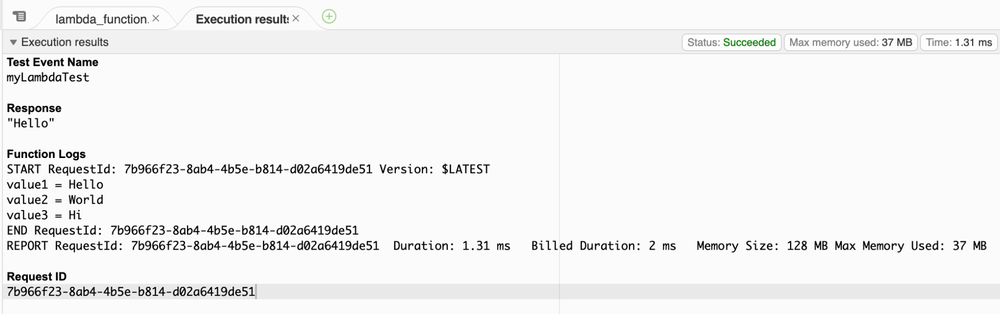 lambda_function.
Execution results
Execution results
Status: Succeeded
Max memory used: 37 MB
Time: 1.31 ms
Test Event Name
myLambdaTest
Response
"Hello"
Function Logs
START RequestId: 7b966f23-8ab4-4b5e-b814-d02a6419de51 Version: $LATEST
value1 = Hello
value2 = World
value3 = Hi
END RequestId: 7b966f23-8ab4-4b5e-b814-d02a6419de51
REPORT RequestId: 7b966f23-8ab4-4b5e-b814-d02a6419de51 Duration: 1.31 ms Billed Duration: 2 ms Memory Size: 128 MB Max Memory Used: 37 MB
Request ID
7b966f23-8ab4-4b5e-b814-d02a6419de51